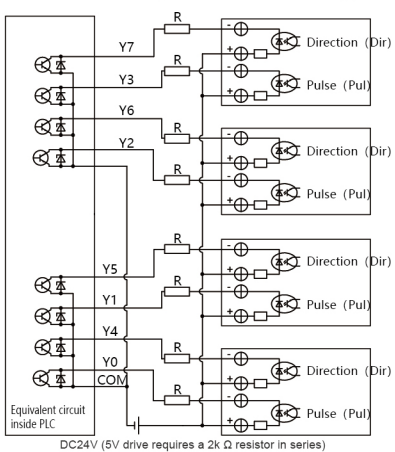 Y7
R
-
Direction (Dir)
+
Y3
R
-
Pulse (Pul)
+
Y6
R
-
Direction (Dir)
+
Y2
R
-
Pulse (Pul)
+
Y5
R
-
Direction (Dir)
+
Y1
R
-
Pulse (Pul)
+
Y4
R
-
Direction (Dir)
+
Y0
R
-
Pulse (Pul)
+
COM
Equivalent circuit
inside PLC
DC24V (5V drive requires a 2k Ω resistor in series)